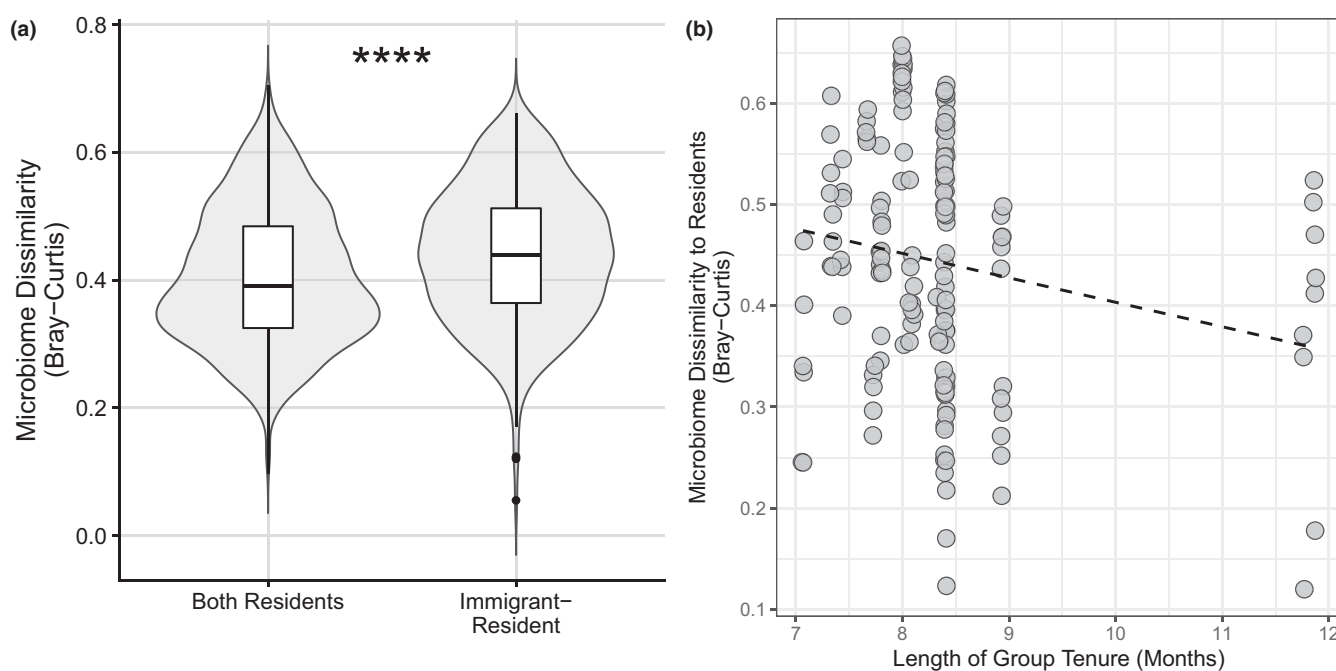 (a)
****
Microbiome Dissimilarity
(Bray−Curtis)
0.8
0.6
0.4
0.2
0.0
Both Residents
Immigrant−
Resident
(b)
Microbiome Dissimilarity to Residents
(Bray−Curtis)
0.6
0.5
0.4
0.3
0.2
0.1
7 8 9 10 11 12
Length of Group Tenure (Months)